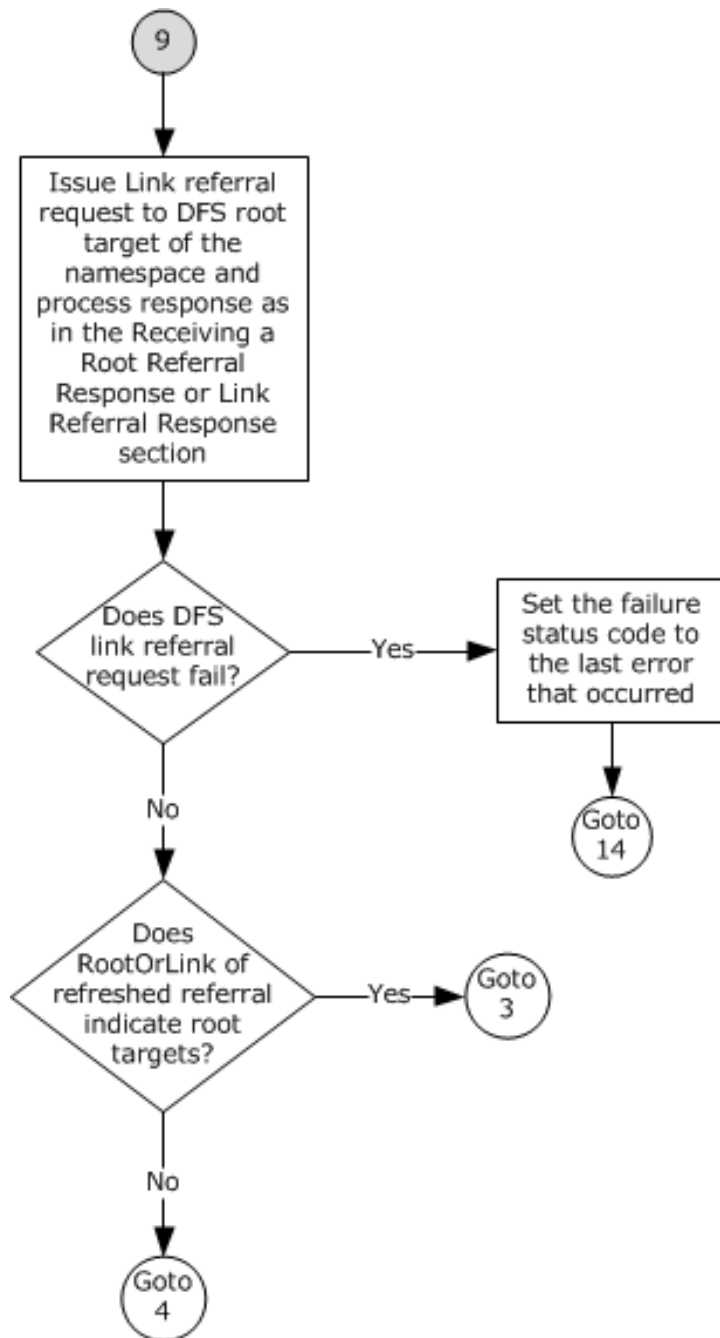 9
Issue Link referral
request to DFS root
target of the
namespace and
process response as
in the Receiving a
Root Referral
Response or Link
Referral Response
section
Does DFS
link referral
request fail?
Yes
Set the failure
status code to
the last error
that occurred
Goto
14
No
Does
RootOrLink of
refreshed referral
indicate root
targets?
Yes
Goto
3
No
Goto
4